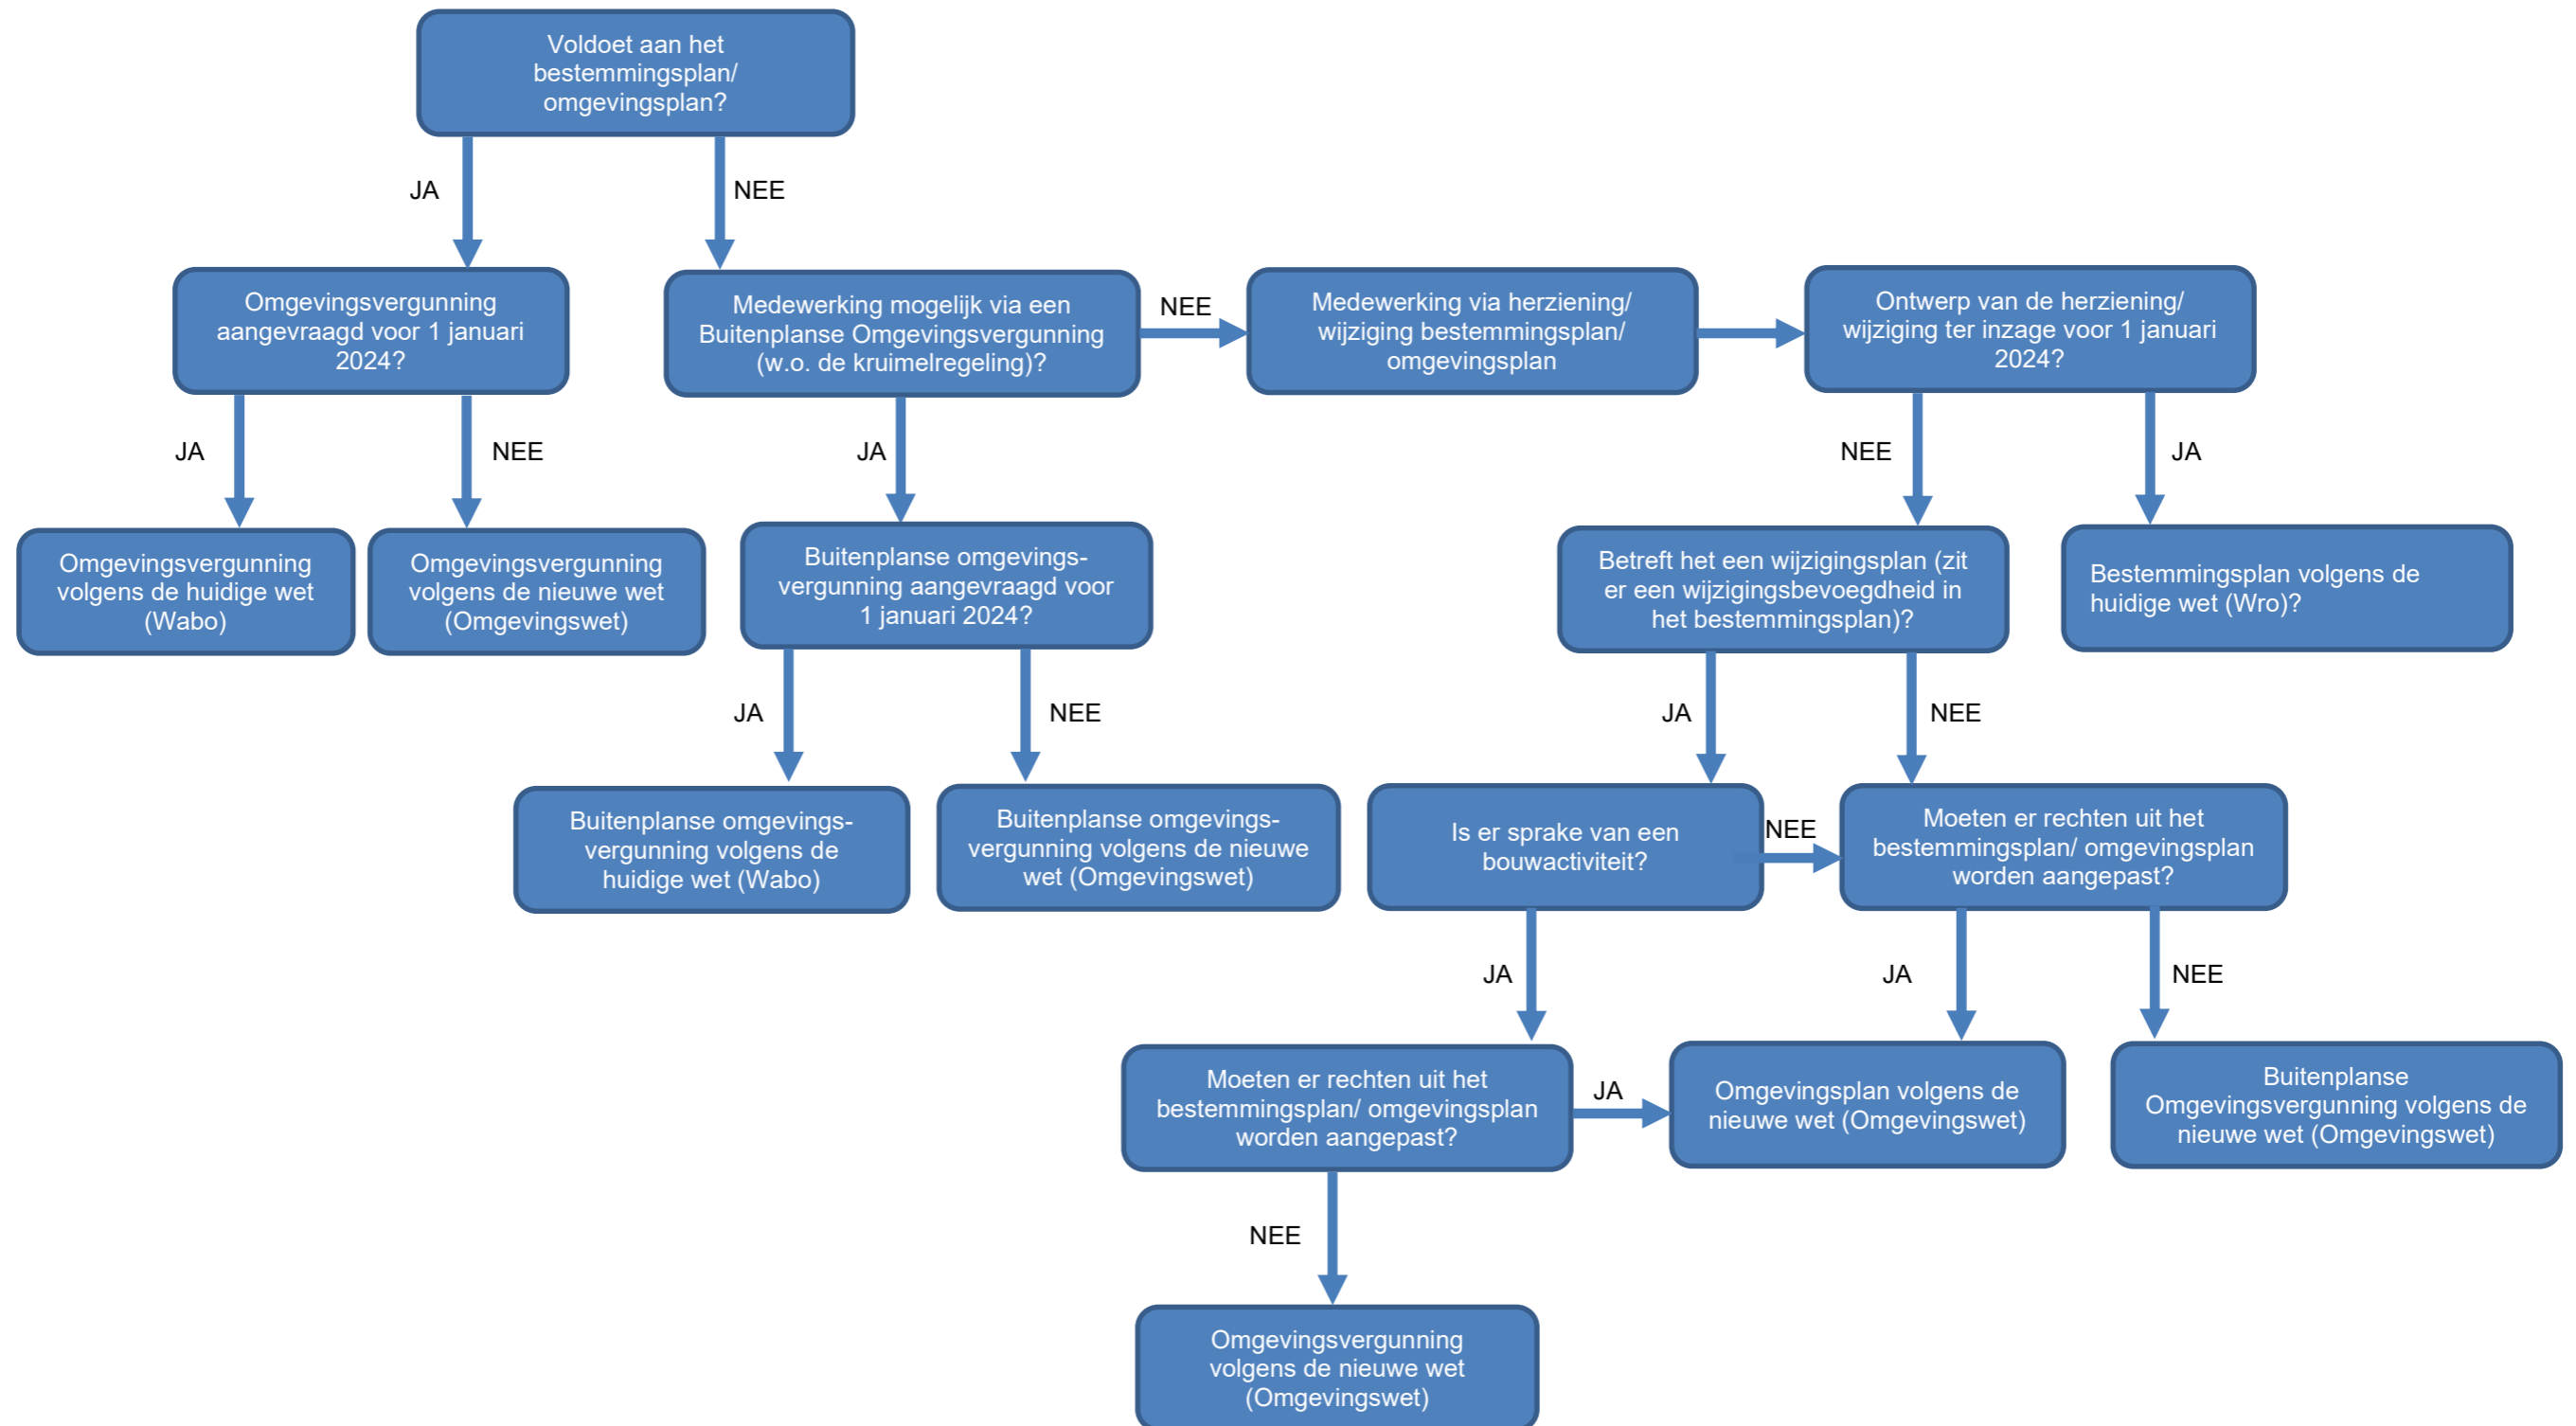 Voldoet aan het
bestemmingsplan/
omgevingsplan?
JA
NEE
Omgevingsvergunning
aangevraagd voor 1 januari
2024?
Medewerking mogelijk via een
Buitenplanse Omgevingsvergunning
(w.o. de kruimelregeling)?
NEE
Medewerking via herziening/
wijziging bestemmingsplan/
omgevingsplan
Ontwerp van de herziening/
wijziging ter inzage voor 1 januari
2024?
JA
NEE
JA
NEE
JA
Omgevingsvergunning
volgens de huidige wet
(Wabo)
Omgevingsvergunning
volgens de nieuwe wet
(Omgevingswet)
Buitenplanse omgevings-
vergunning aangevraagd voor
1 januari 2024?
Betreft het een wijzigingsplan (zit
er een wijzigingsbevoegdheid in
het bestemmingsplan)?
Bestemmingsplan volgens de
huidige wet (Wro)?
JA
NEE
JA
NEE
Buitenplanse omgevings-
vergunning volgens de
huidige wet (Wabo)
Buitenplanse omgevings-
vergunning volgens de nieuwe
wet (Omgevingswet)
Is er sprake van een
bouwactiviteit?
NEE
Moeten er rechten uit het
bestemmingsplan/ omgevingsplan
worden aangepast?
JA
JA
NEE
Moeten er rechten uit het
bestemmingsplan/ omgevingsplan
worden aangepast?
JA
Omgevingsplan volgens de
nieuwe wet (Omgevingswet)
Buitenplanse
Omgevingsvergunning volgens de
nieuwe wet (Omgevingswet)
NEE
Omgevingsvergunning
volgens de nieuwe wet
(Omgevingswet)